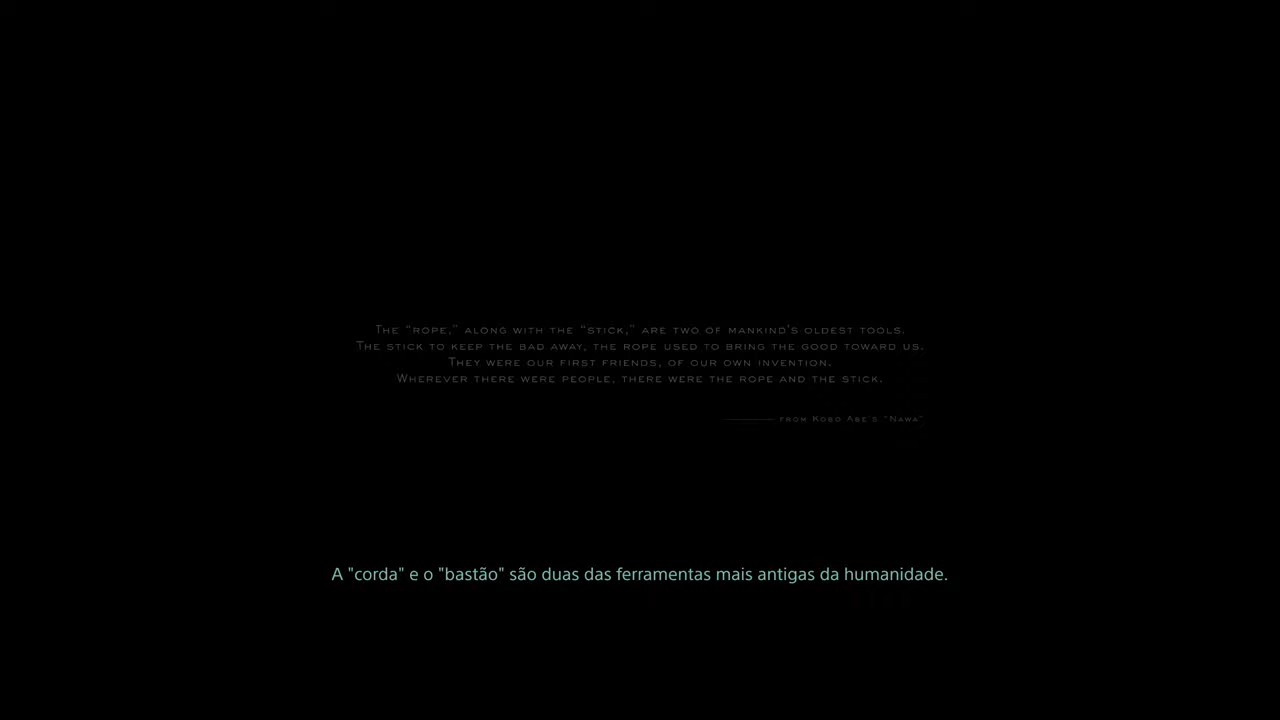 The “rope,” along with the “stick,” are two of mankind's oldest tools.
The stick to keep the bad away, the rope used to bring the good toward us.
They were our first friends, of our own invention.
Wherever there were people, there were the rope and the stick.
from Kobo Abe's "Nawa"
A "corda" e o "bastão" são duas das ferramentas mais antigas da humanidade.